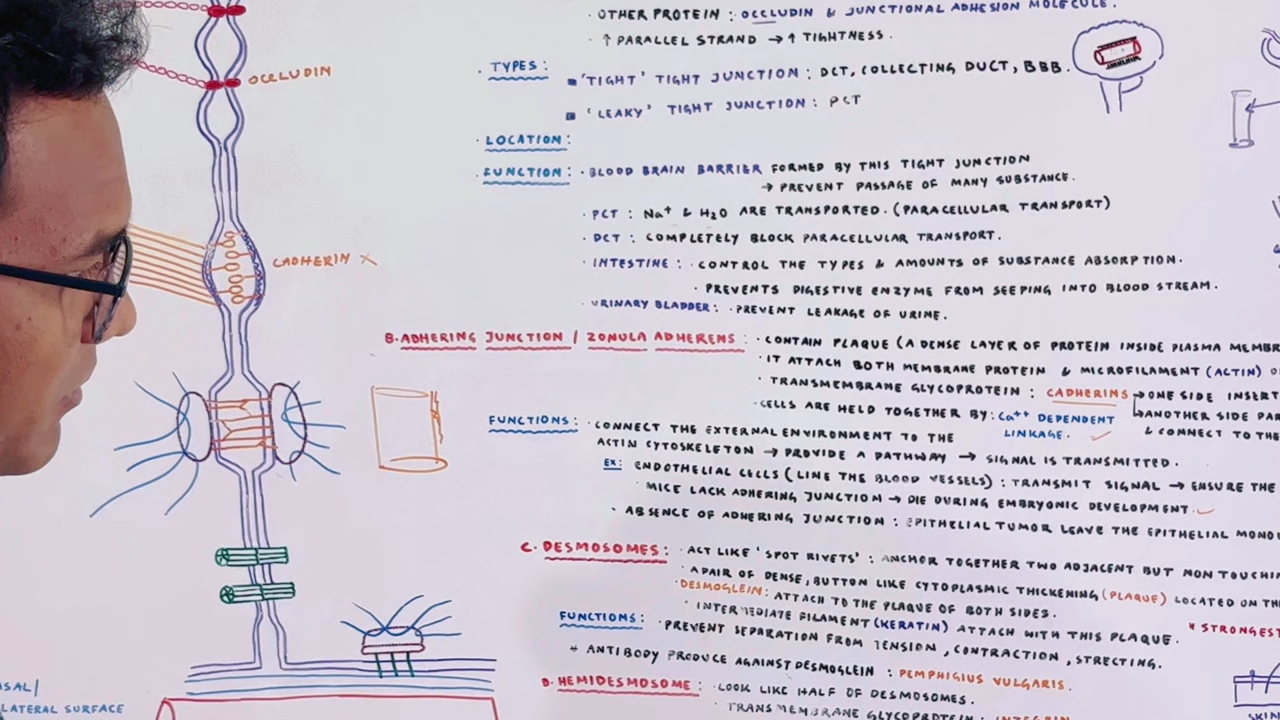 · OTHER PROTEIN : OCCLUDIN & JUNCTIONAL ADHESION MOLECULE.
· ↑ PARALLEL STRAND → ↑ TIGHTNESS.
OCCLUDIN
· TYPES :
'TIGHT' TIGHT JUNCTION : DCT, COLLECTING DUCT, BBB.
'LEAKY' TIGHT JUNCTION : PCT
· LOCATION :
· FUNCTION : · BLOOD BRAIN BARRIER FORMED BY THIS TIGHT JUNCTION
→ PREVENT PASSAGE OF MANY SUBSTANCE.
· PCT : Na+ & H2O ARE TRANSPORTED. (PARACELLULAR TRANSPORT)
· DCT : COMPLETELY BLOCK PARACELLULAR TRANSPORT.
CADHERIN
· INTESTINE : · CONTROL THE TYPES & AMOUNTS OF SUBSTANCE ABSORPTION.
· PREVENTS DIGESTIVE ENZYME FROM SEEPING INTO BLOOD STREAM.
· URINARY BLADDER : · PREVENT LEAKAGE OF URINE.
B. ADHERING JUNCTION / ZONULA ADHERENS : · CONTAIN PLAQUE (A DENSE LAYER OF PROTEIN INSIDE PLASMA MEMBR
· IT ATTACH BOTH MEMBRANE PROTEIN & MICROFILAMENT (ACTIN)
· TRANSMEMBRANE GLYCOPROTEIN : CADHERINS → ONE SIDE INSERT
· CELLS ARE HELD TOGETHER BY : Ca++ DEPENDENT LINKAGE. ✓
↳ ANOTHER SIDE PA
& CONNECT TO THE
FUNCTIONS : · CONNECT THE EXTERNAL ENVIRONMENT TO THE
ACTIN CYTOSKELETON → PROVIDE A PATHWAY → SIGNAL IS TRANSMITTED.
EX: ENDOTHELIAL CELLS (LINE THE BLOOD VESSELS) : TRANSMIT SIGNAL → ENSURE THE
· MICE LACK ADHERING JUNCTION → DIE DURING EMBRYONIC DEVELOPMENT. ✓
· ABSENCE OF ADHERING JUNCTION : EPITHELIAL TUMOR LEAVE THE EPITHELIAL MONO
C. DESMOSOMES : · ACT LIKE 'SPOT RIVETS' : ANCHOR TOGETHER TWO ADJACENT BUT NON TOUCHIN
· A PAIR OF DENSE, BUTTON LIKE CYTOPLASMIC THICKENING (PLAQUE) LOCATED ON TH
· DESMOGLEIN : ATTACH TO THE PLAQUE OF BOTH SIDES.
· INTERMEDIATE FILAMENT (KERATIN) ATTACH WITH THIS PLAQUE.
* STRONGEST
FUNCTIONS : · PREVENT SEPARATION FROM TENSION, CONTRACTION, STRECTING.
* ANTIBODY PRODUCE AGAINST DESMOGLEIN : PEMPHIGIUS VULGARIS.
D. HEMIDESMOSOME : · LOOK LIKE HALF OF DESMOSOMES.
· TRANSMEMBRANE GLYCOPROTEIN : INTEGRIN
ASAL/
LATERAL SURFACE
SKIN